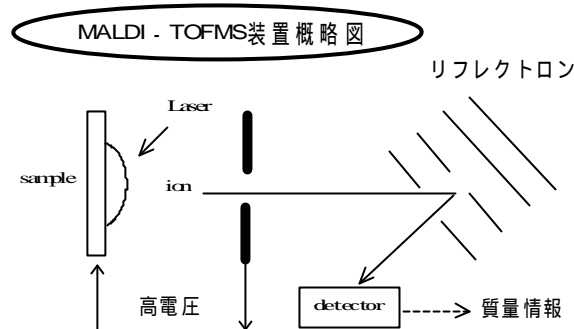 MALDI - TOFMS装置概略図
リフレクトロン
Laser
sample
ion
高電圧
detector
質量情報